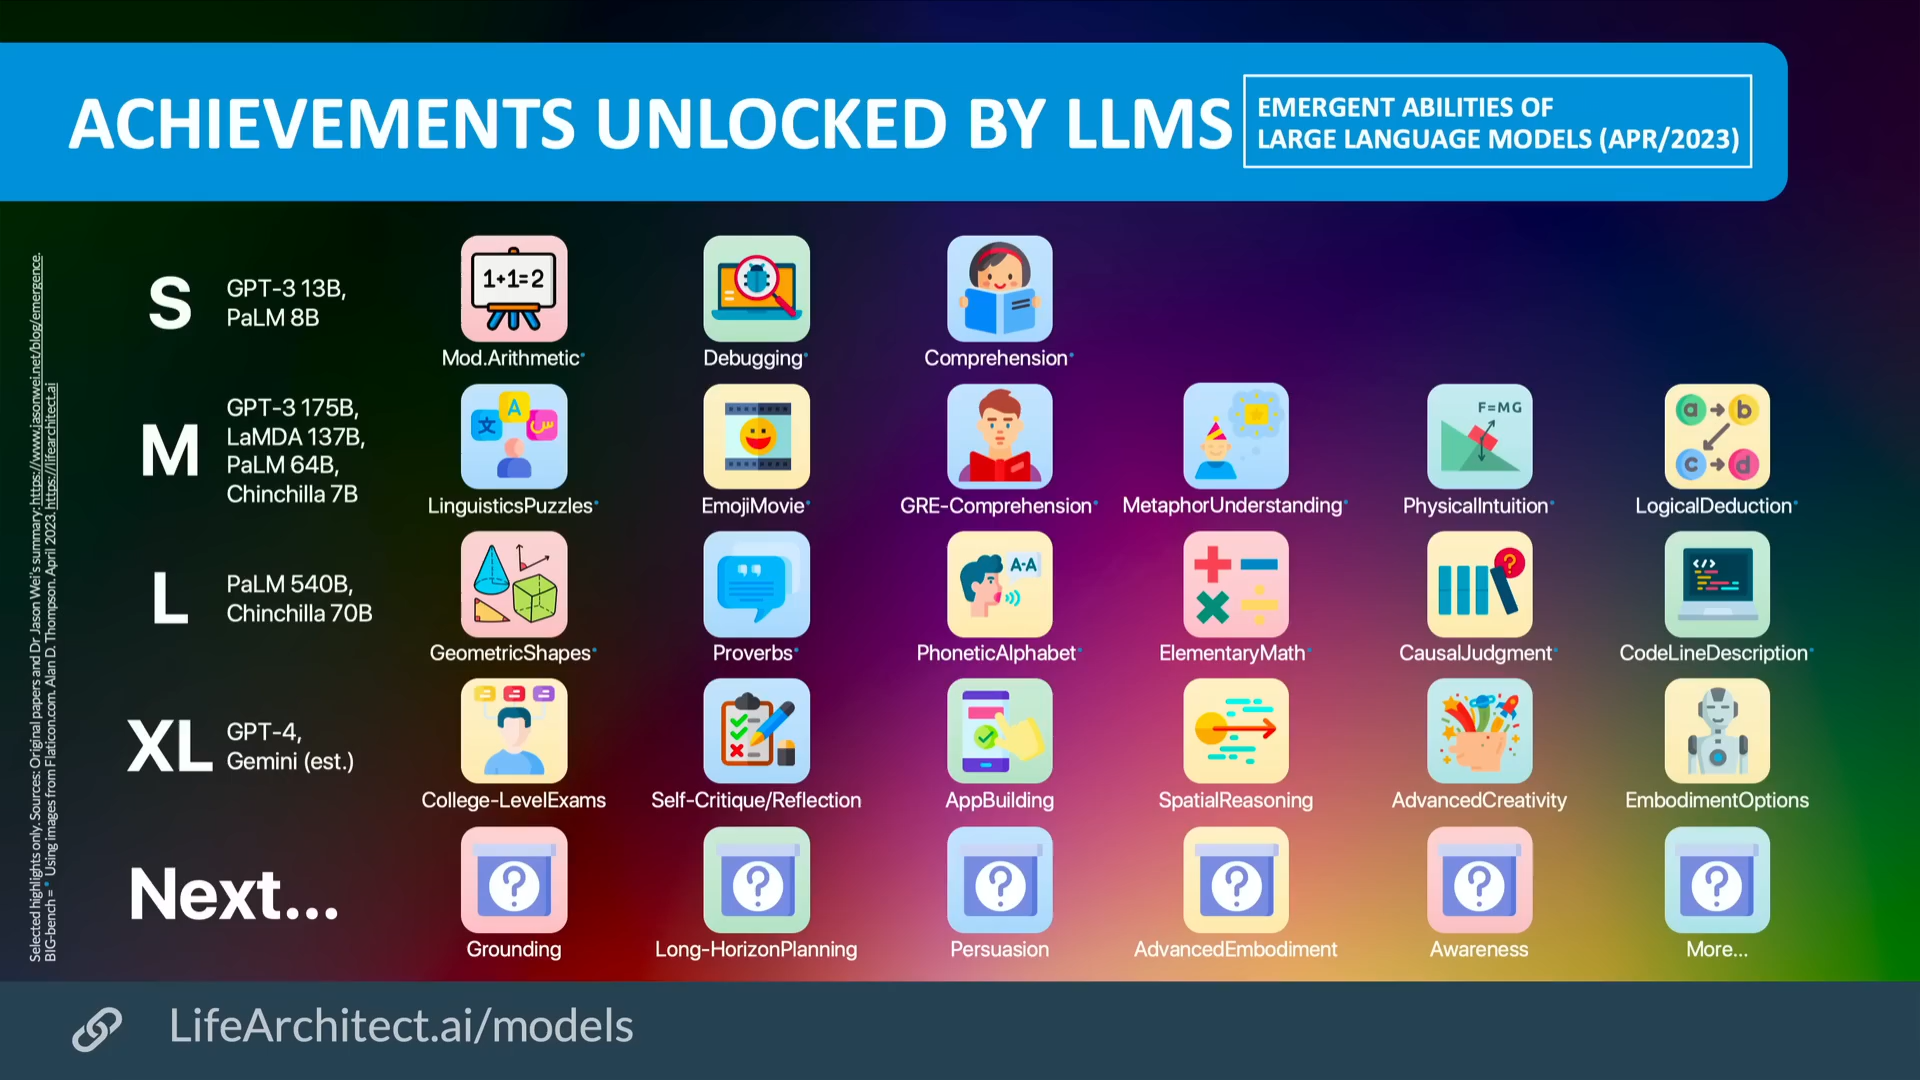 ACHIEVEMENTS UNLOCKED BY LLMS
EMERGENT ABILITIES OF
LARGE LANGUAGE MODELS (APR/2023)
S
GPT-3 13B,
PaLM 8B
1+1=2
Mod.Arithmetic*
Debugging*
Comprehension*
M
GPT-3 175B,
LaMDA 137B,
PaLM 64B,
Chinchilla 7B
文 A س
F=MG
a b
c d
LinguisticsPuzzles*
EmojiMovie*
GRE-Comprehension*
MetaphorUnderstanding*
PhysicalIntuition*
LogicalDeduction*
L
PaLM 540B,
Chinchilla 70B
A-A
?
</>
GeometricShapes*
Proverbs*
PhoneticAlphabet*
ElementaryMath*
CausalJudgment*
CodeLineDescription*
XL
GPT-4,
Gemini (est.)
College-LevelExams
Self-Critique/Reflection
AppBuilding
SpatialReasoning
AdvancedCreativity
EmbodimentOptions
Next...
? ? ? ? ? ?
Grounding
Long-HorizonPlanning
Persuasion
AdvancedEmbodiment
Awareness
More...
Selected highlights only. Sources: Original papers and Dr Jason Wei's summary: https://www.jasonwei.net/blog/emergence.
BIG-bench = * Using images from Flaticon.com. Alan D. Thompson. April 2023. https://lifearchitect.ai
LifeArchitect.ai/models